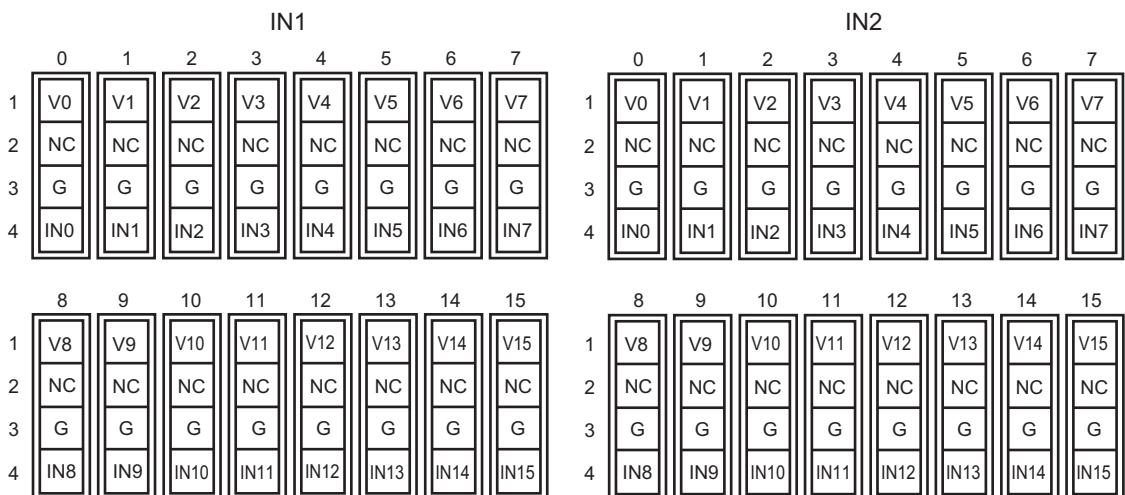 IN1 IN2
0 1 2 3 4 5 6 7 0 1 2 3 4 5 6 7
1 V0 V1 V2 V3 V4 V5 V6 V7 1 V0 V1 V2 V3 V4 V5 V6 V7
2 NC NC NC NC NC NC NC NC 2 NC NC NC NC NC NC NC NC
3 G G G G G G G G 3 G G G G G G G G
4 IN0 IN1 IN2 IN3 IN4 IN5 IN6 IN7 4 IN0 IN1 IN2 IN3 IN4 IN5 IN6 IN7
8 9 10 11 12 13 14 15 8 9 10 11 12 13 14 15
1 V8 V9 V10 V11 V12 V13 V14 V15 1 V8 V9 V10 V11 V12 V13 V14 V15
2 NC NC NC NC NC NC NC NC 2 NC NC NC NC NC NC NC NC
3 G G G G G G G G 3 G G G G G G G G
4 IN8 IN9 IN10 IN11 IN12 IN13 IN14 IN15 4 IN8 IN9 IN10 IN11 IN12 IN13 IN14 IN15